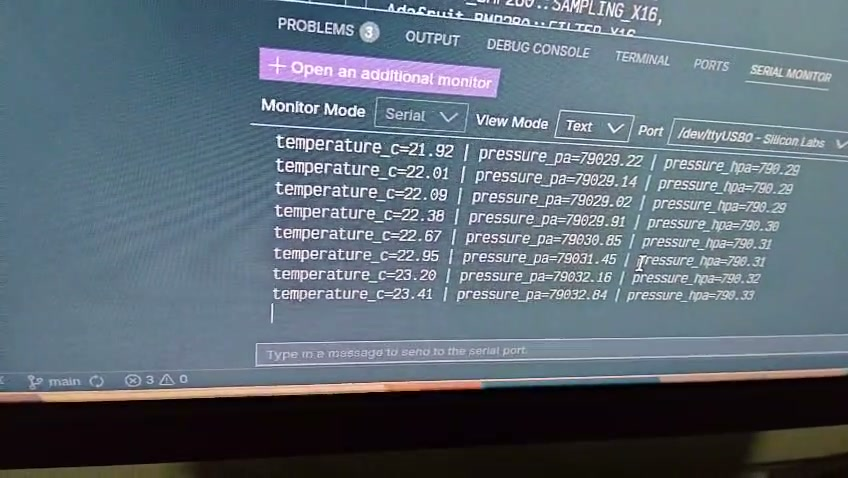 _BMP280::SAMPLING_X16,
Adafruit_BMP280::FILTER_X16
PROBLEMS 3 OUTPUT DEBUG CONSOLE TERMINAL PORTS SERIAL MONITOR
+ Open an additional monitor
Monitor Mode Serial View Mode Text Port /dev/ttyUSB0 - Silicon Labs
temperature_c=21.92 | pressure_pa=79029.22 | pressure_hpa=790.29
temperature_c=22.01 | pressure_pa=79029.14 | pressure_hpa=790.29
temperature_c=22.09 | pressure_pa=79029.02 | pressure_hpa=790.29
temperature_c=22.38 | pressure_pa=79029.91 | pressure_hpa=790.30
temperature_c=22.67 | pressure_pa=79030.85 | pressure_hpa=790.31
temperature_c=22.95 | pressure_pa=79031.45 | pressure_hpa=790.31
temperature_c=23.20 | pressure_pa=79032.16 | pressure_hpa=790.32
temperature_c=23.41 | pressure_pa=79032.84 | pressure_hpa=790.33
Type in a message to send to the serial port.
main 3 0